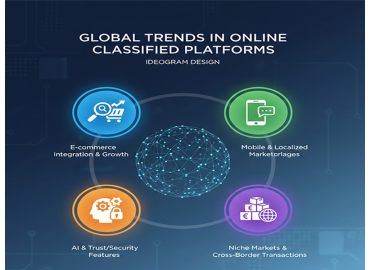 GLOBAL TRENDS IN ONLINE
CLASSIFIED PLATFORMS
IDEOGRAM DESIGN
E-commerce
Integration & Growth
Mobile & Localized
Marketorlages
AI & Trust/Security
Features
Niche Markets &
Cross-Border Transactions